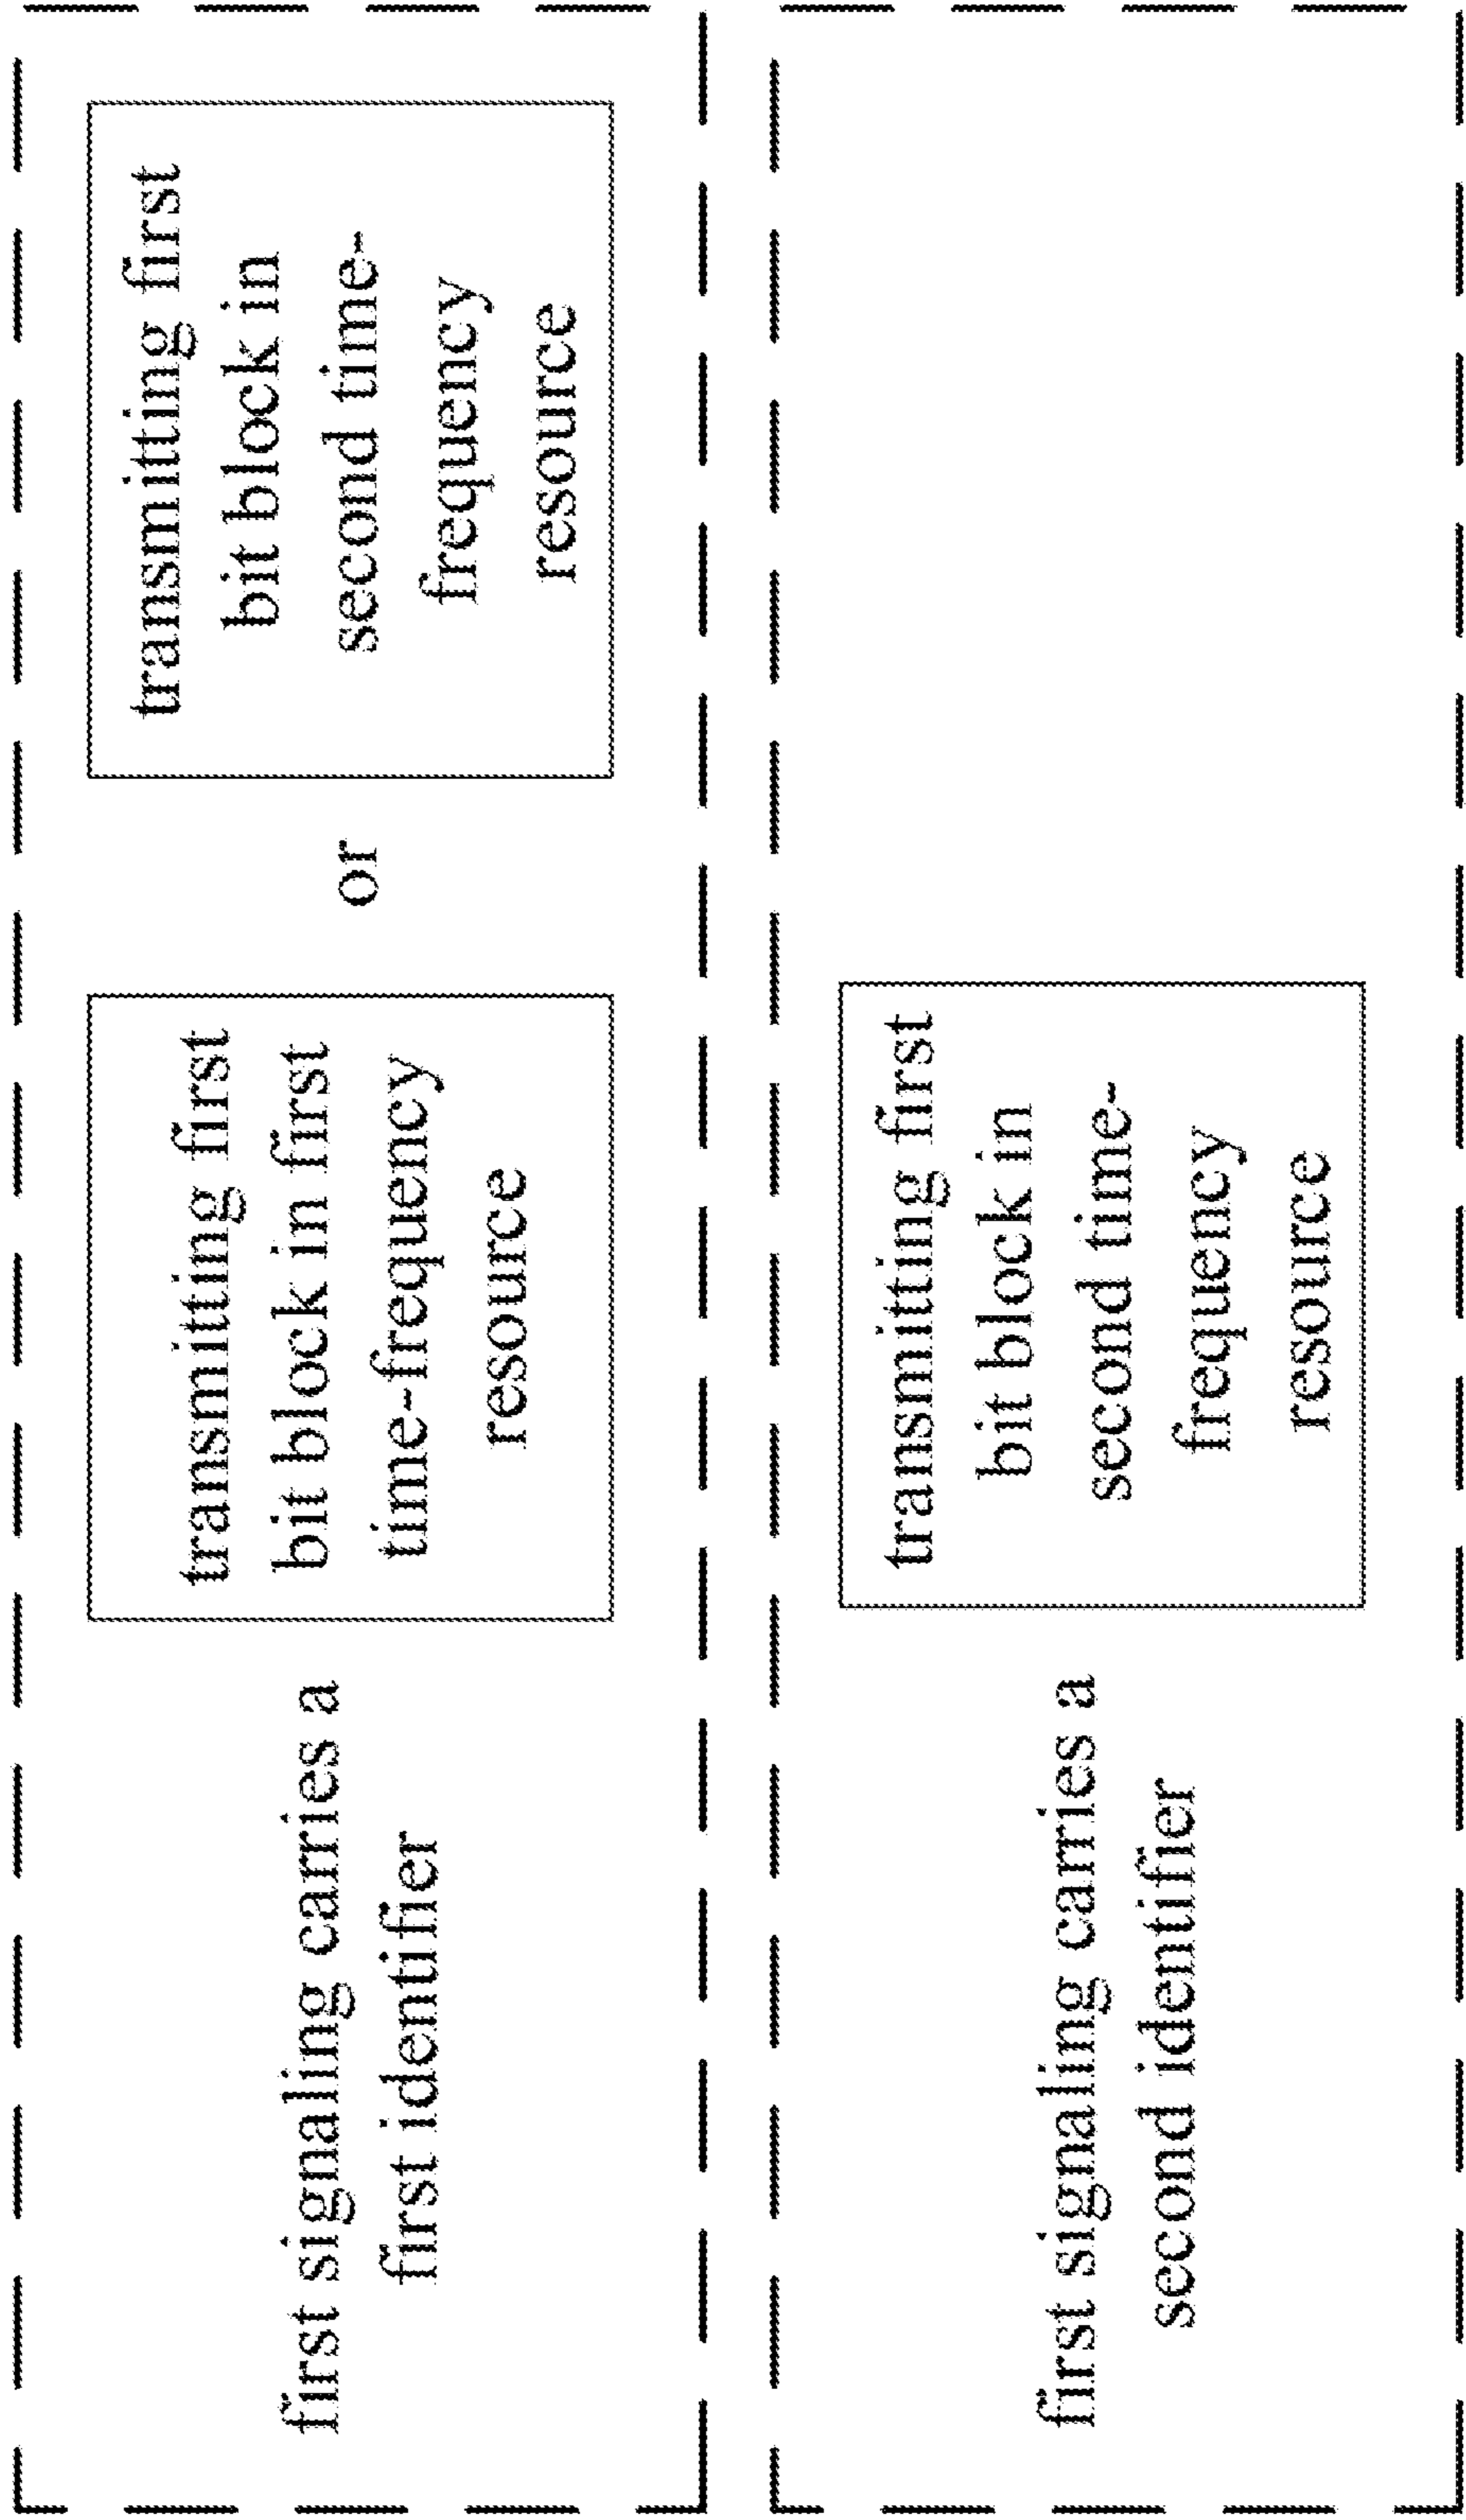 first signaling carries a
first identifier
transmitting first
bit block in first
time-frequency
resource
or
transmitting first
bit block in
second time-
frequency
resource
first signaling carries a
second identifier
transmitting first
bit block in
second time-
frequency
resource